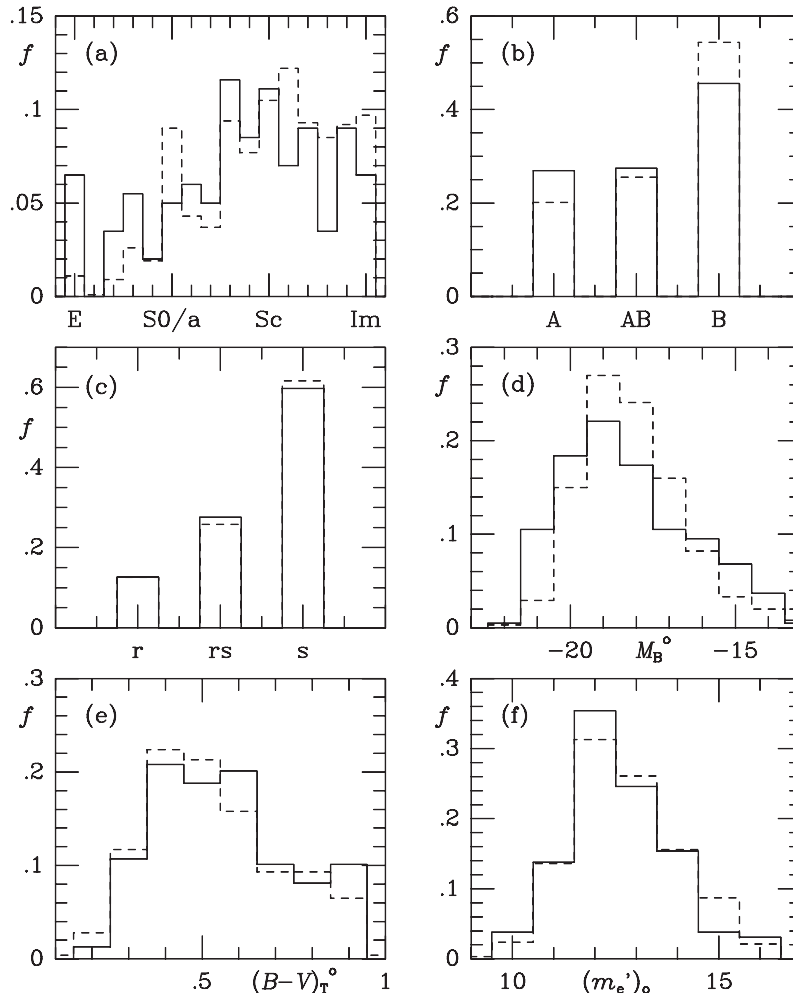 .15
f
(a)
.1
.05
0
E
S0/a
Sc
Im
.6
f
(b)
.4
.2
0
A
AB
B
.6
(c)
f
.4
.2
0
r
rs
s
.3
f
(d)
.2
.1
0
−20
M_B^o
−15
.3
f
(e)
.2
.1
0
.5
(B−V)_T^o
1
.4
f
(f)
.3
.2
.1
0
10
(m_e')_o
15